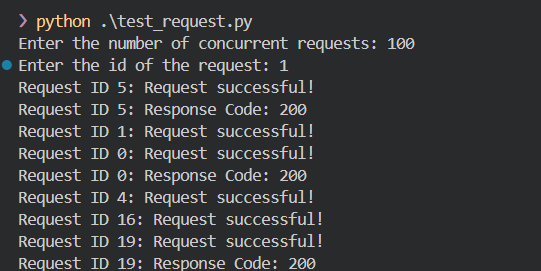 ❯ python .\test_request.py
Enter the number of concurrent requests: 100
Enter the id of the request: 1
Request ID 5: Request successful!
Request ID 5: Response Code: 200
Request ID 1: Request successful!
Request ID 0: Request successful!
Request ID 0: Response Code: 200
Request ID 4: Request successful!
Request ID 16: Request successful!
Request ID 19: Request successful!
Request ID 19: Response Code: 200